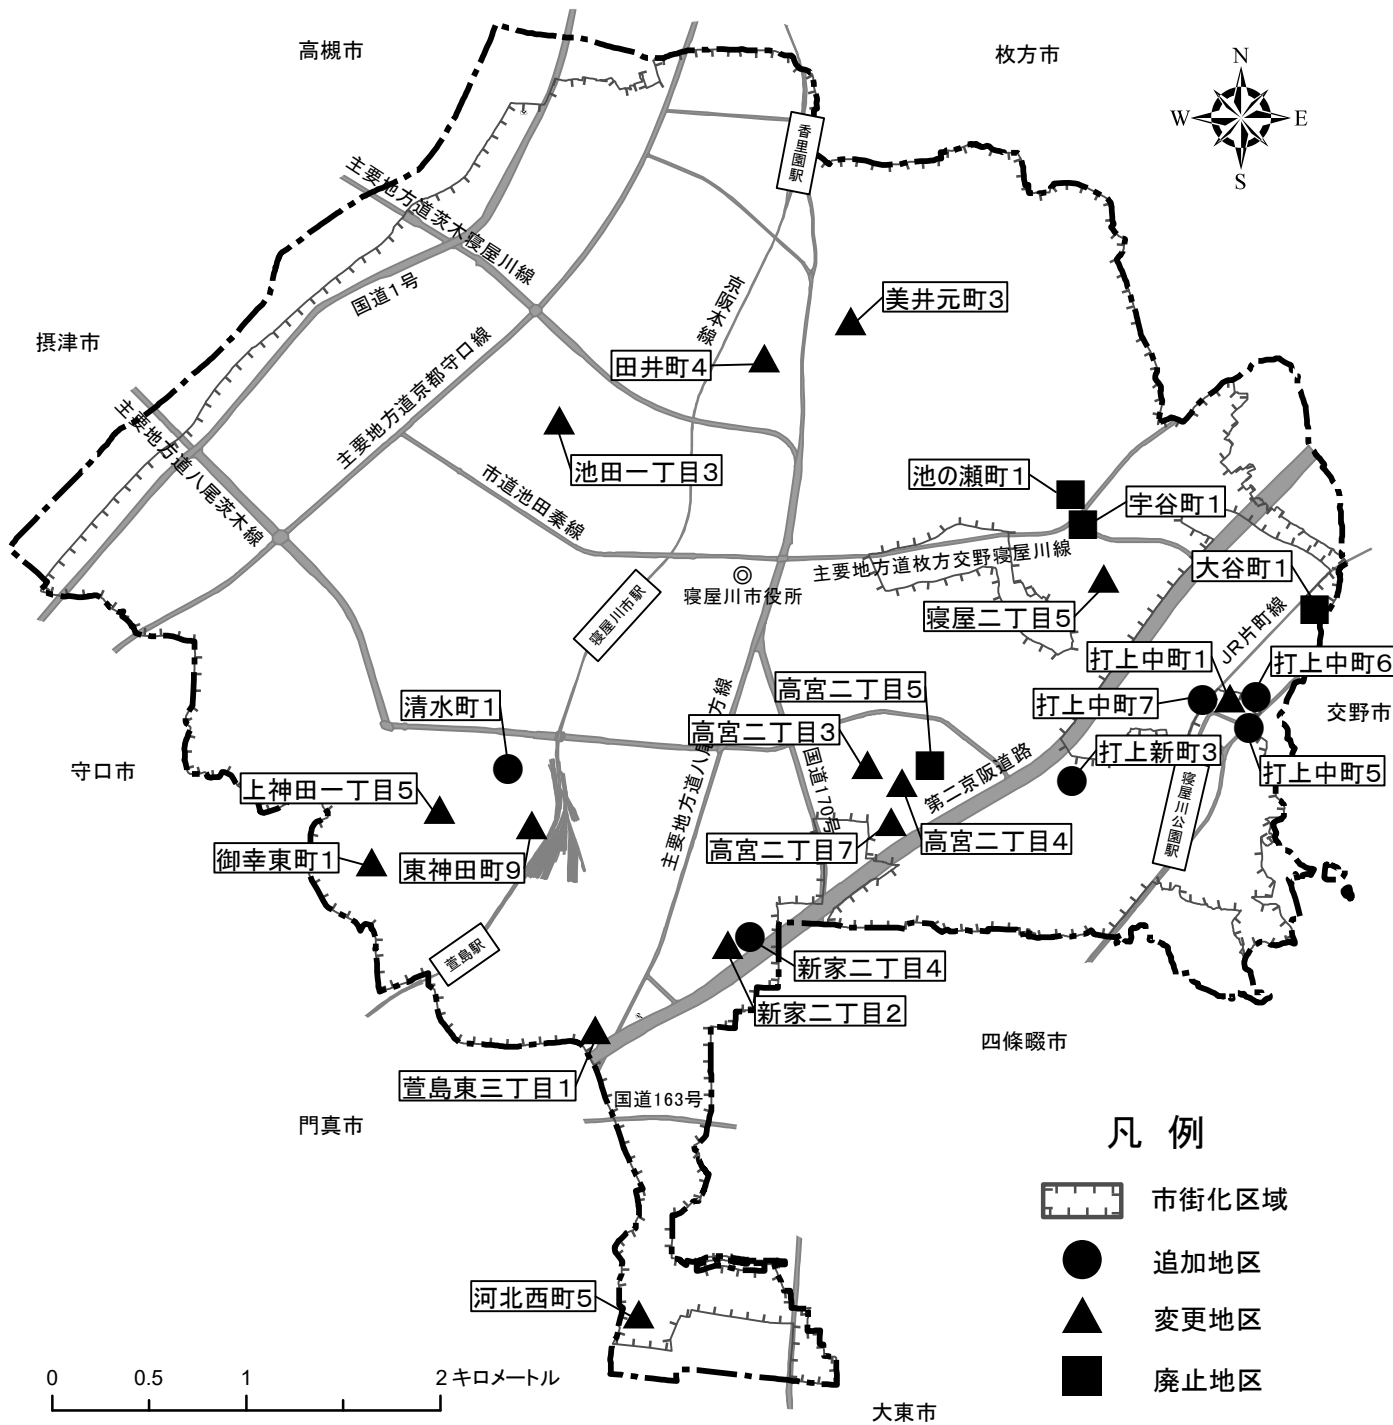 高槻市
枚方市
N
W
E
S
香里園駅
主要地方道茨木寝屋川線
国道1号
京阪本線
美井元町3
摂津市
田井町4
主要地方道京都守口線
主要地方道八尾茨木線
池田一丁目3
市道池田秦線
池の瀬町1
宇谷町1
主要地方道枚方交野寝屋川線
大谷町1
寝屋川市役所
寝屋川市駅
寝屋二丁目5
JR片町線
打上中町1
打上中町6
高宮二丁目5
打上中町7
清水町1
交野市
高宮二丁目3
主要地方道八尾枚方線
国道170号
第二京阪道路
打上新町3
打上中町5
守口市
上神田一丁目5
寝屋川公園駅
高宮二丁目7
高宮二丁目4
御幸東町1
東神田町9
萱島駅
新家二丁目4
新家二丁目2
四條畷市
萱島東三丁目1
国道163号
門真市
凡 例
市街化区域
追加地区
河北西町5
変更地区
廃止地区
0 0.5 1 2 キロメートル
大東市